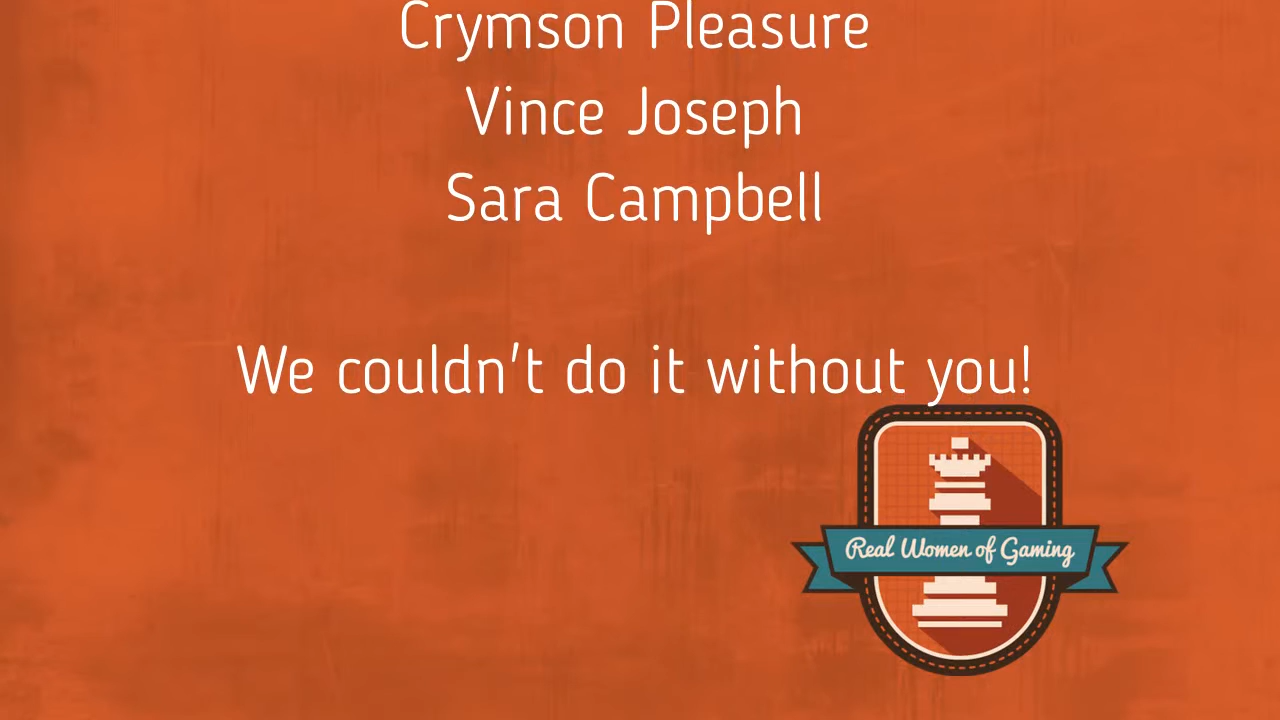 Crymson Pleasure
Vince Joseph
Sara Campbell
We couldn't do it without you!
Real Women of Gaming